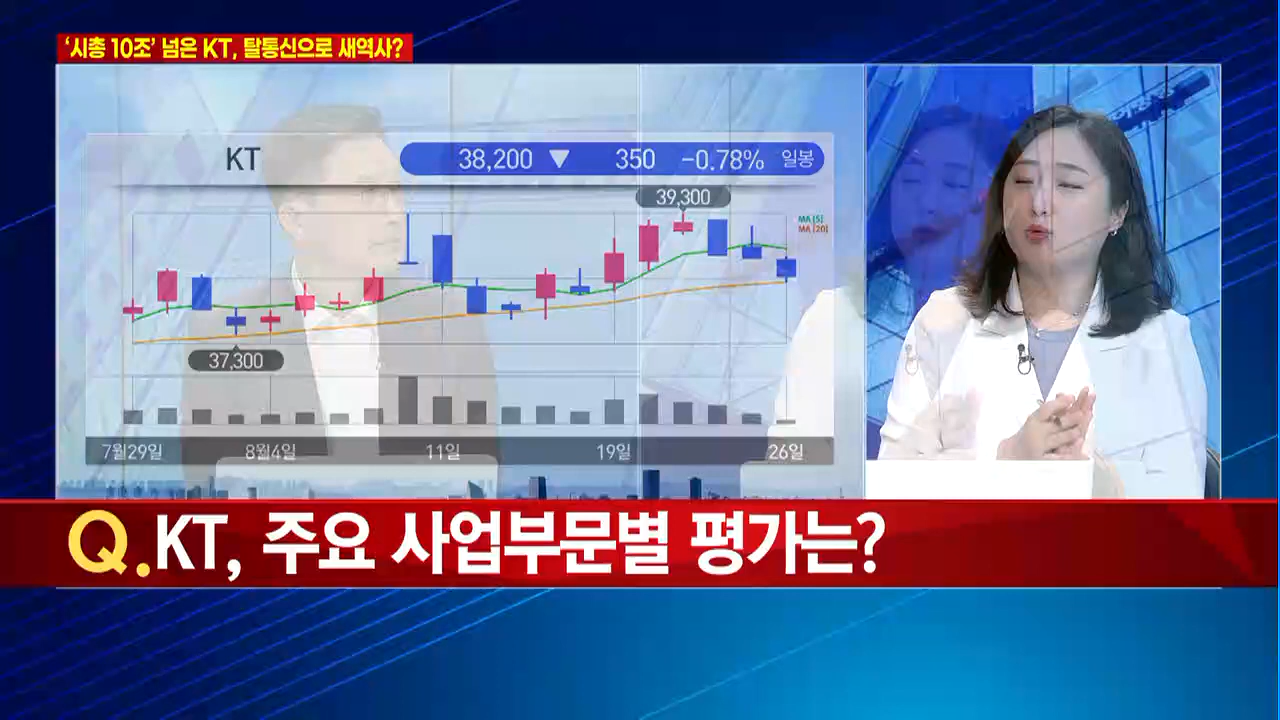 ‘시총 10조’ 넘은 KT, 탈통신으로 새역사?
KT 38,200 ▼ 350 -0.78% 일봉
39,300
MA [5]
MA [20]
37,300
7월29일 8월4일 11일 19일 26일
Q.KT, 주요 사업부문별 평가는?